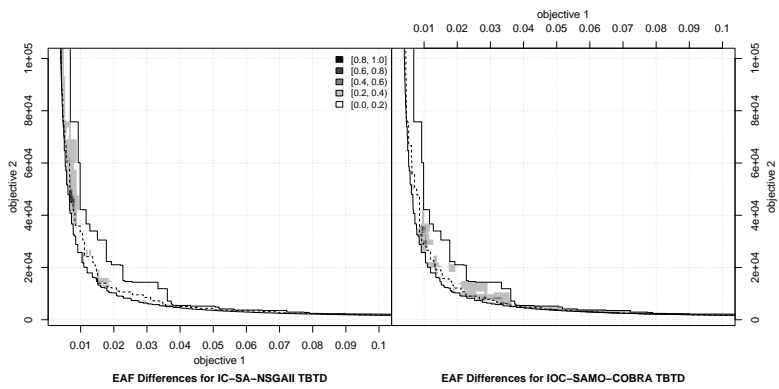 objective 1
0.01 0.02 0.03 0.04 0.05 0.06 0.07 0.08 0.09 0.1
1e+05
8e+04
6e+04
4e+04
2e+04
0
objective 2
[0.8, 1.0]
[0.6, 0.8)
[0.4, 0.6)
[0.2, 0.4)
[0.0, 0.2)
1e+05
8e+04
6e+04
4e+04
2e+04
0
objective 2
0.01 0.02 0.03 0.04 0.05 0.06 0.07 0.08 0.09 0.1
objective 1
EAF Differences for IC−SA−NSGAII TBTD
EAF Differences for IOC−SAMO−COBRA TBTD